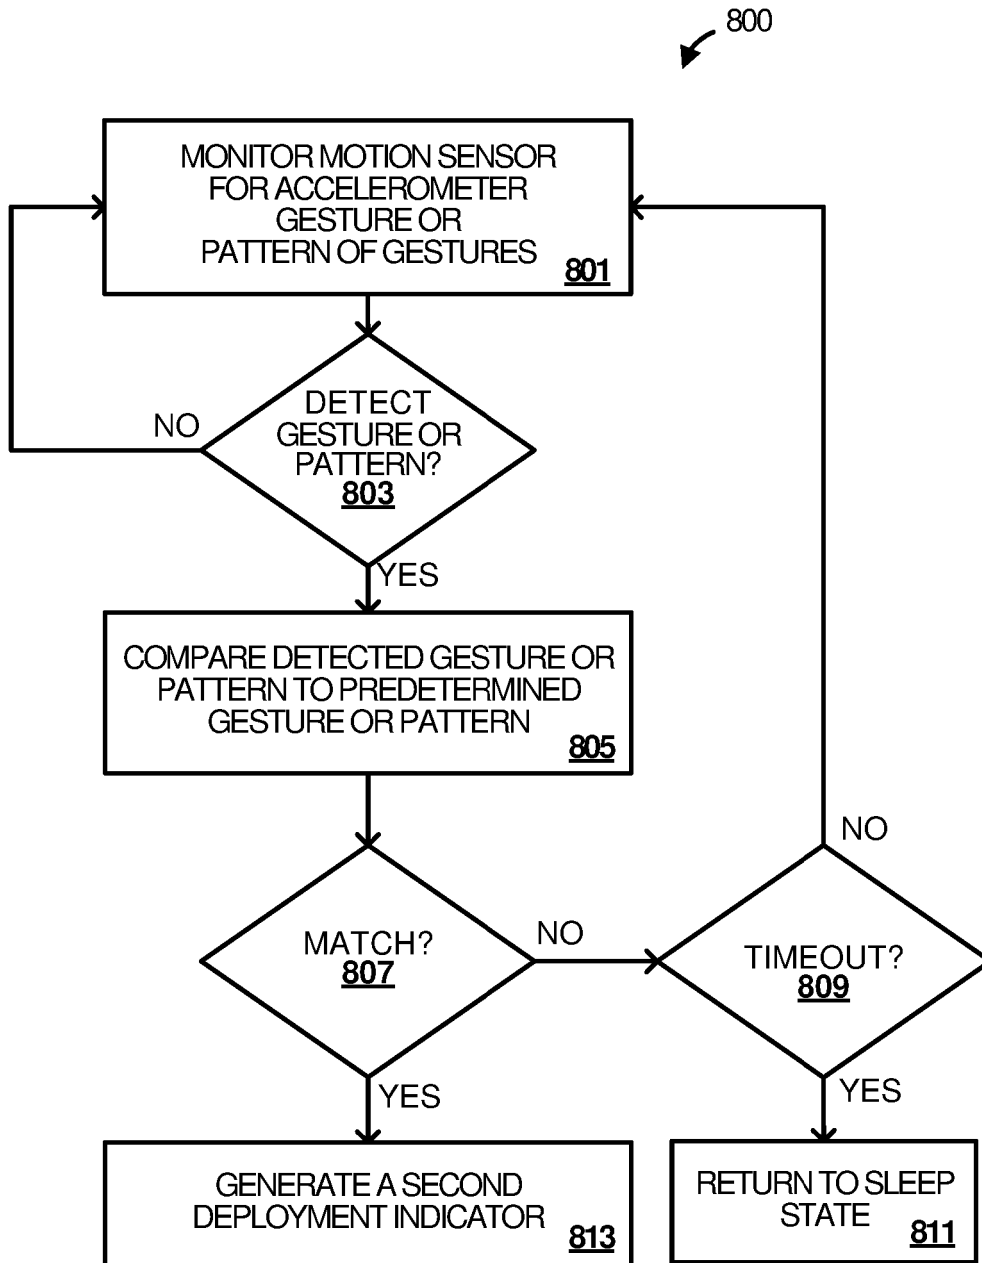 800
MONITOR MOTION SENSOR
FOR ACCELEROMETER
GESTURE OR
PATTERN OF GESTURES
801
DETECT
GESTURE OR
PATTERN?
803
NO
YES
COMPARE DETECTED GESTURE OR
PATTERN TO PREDETERMINED
GESTURE OR PATTERN
805
MATCH?
807
NO
YES
TIMEOUT?
809
NO
YES
GENERATE A SECOND
DEPLOYMENT INDICATOR
813
RETURN TO SLEEP
STATE
811